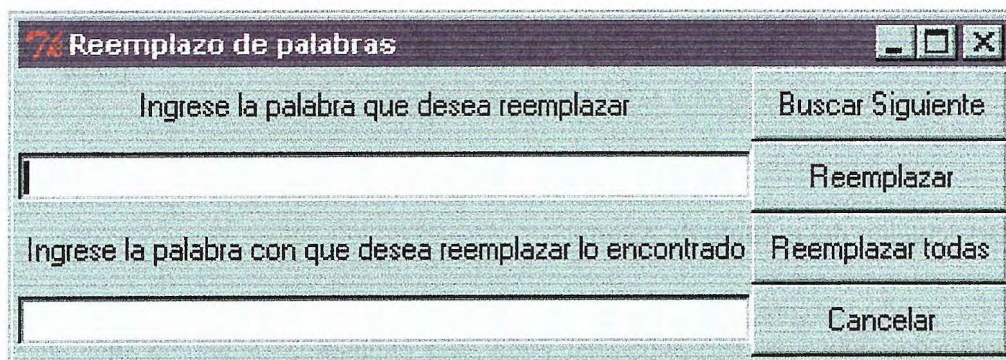 Reemplazo de palabras
Ingrese la palabra que desea reemplazar
Buscar Siguiente
Reemplazar
Ingrese la palabra con que desea reemplazar lo encontrado
Reemplazar todas
Cancelar